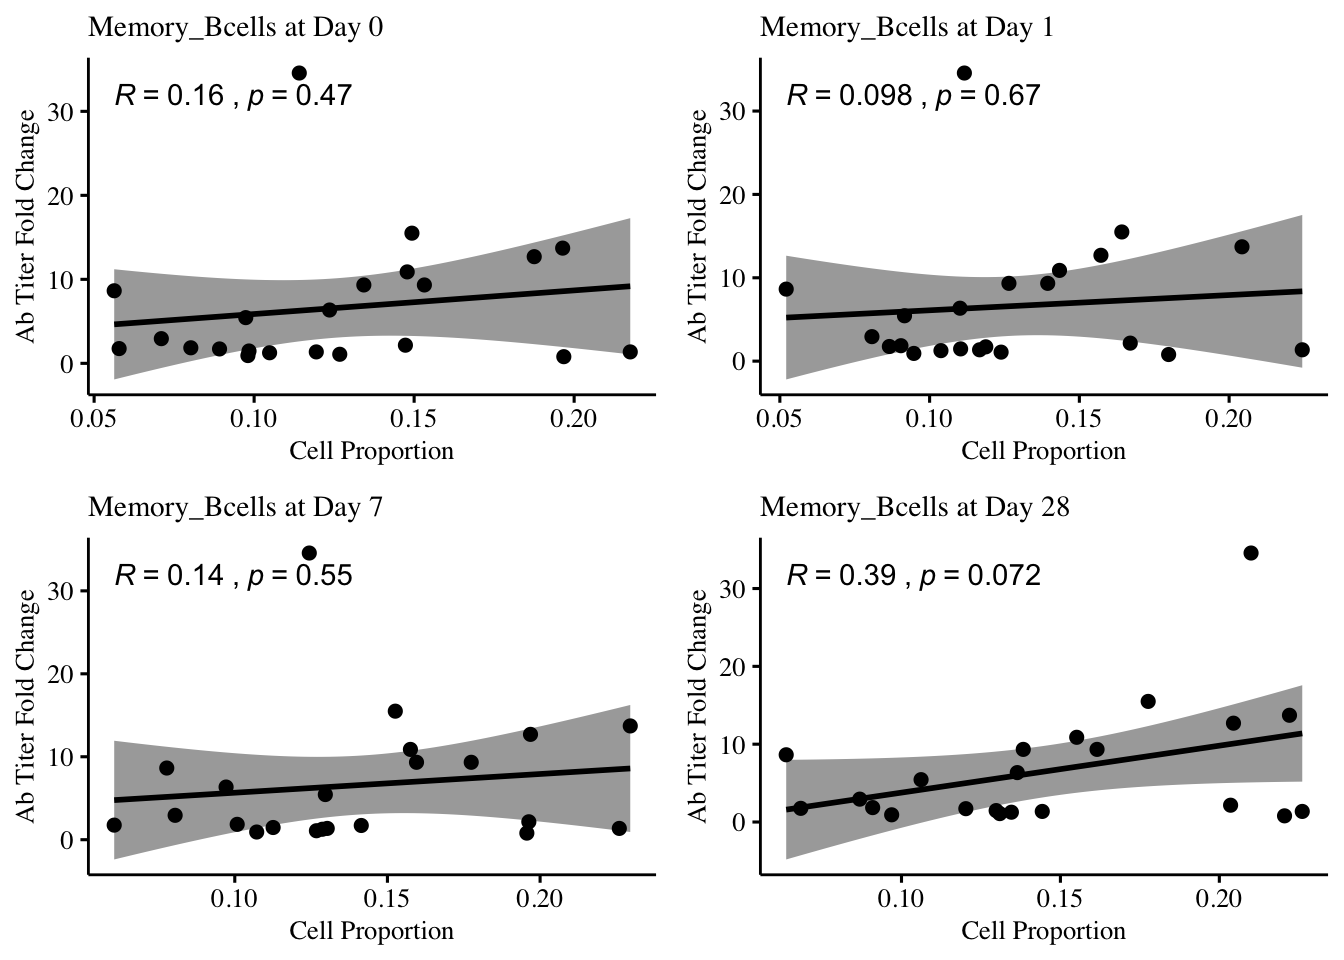 Memory_Bcells at Day 0
R = 0.16 , p = 0.47
Ab Titer Fold Change
30
20
10
0
0.05 0.10 0.15 0.20
Cell Proportion
Memory_Bcells at Day 1
R = 0.098 , p = 0.67
Ab Titer Fold Change
30
20
10
0
0.05 0.10 0.15 0.20
Cell Proportion
Memory_Bcells at Day 7
R = 0.14 , p = 0.55
Ab Titer Fold Change
30
20
10
0
0.10 0.15 0.20
Cell Proportion
Memory_Bcells at Day 28
R = 0.39 , p = 0.072
Ab Titer Fold Change
30
20
10
0
0.10 0.15 0.20
Cell Proportion